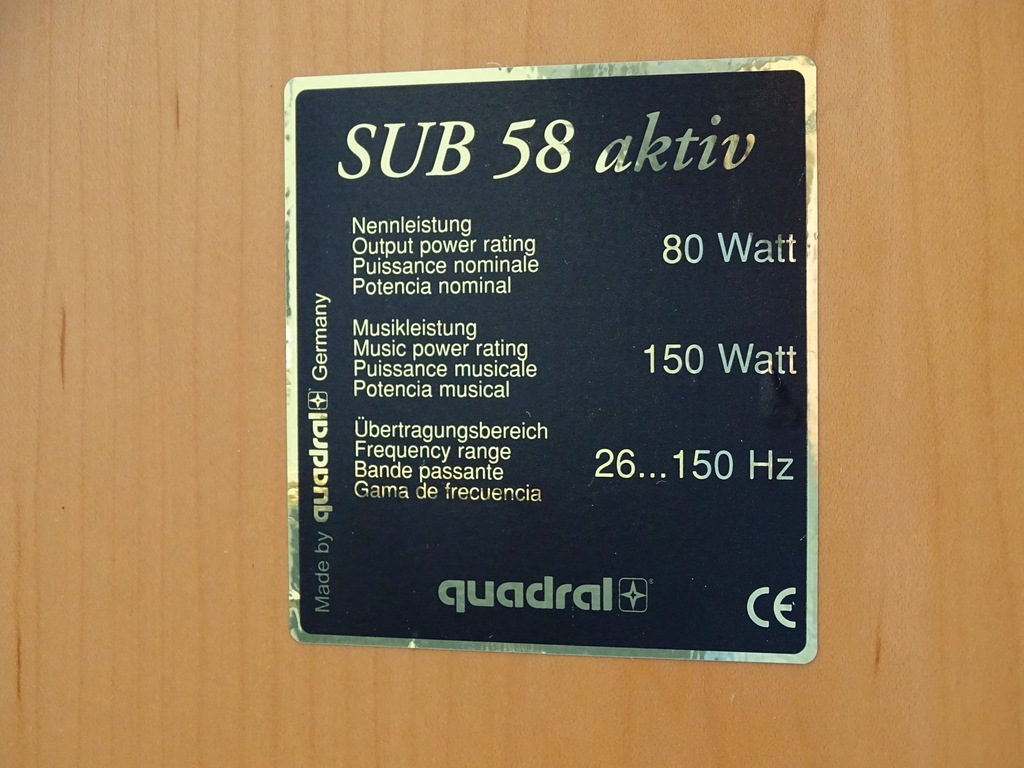 SUB 58 aktiv
Nennleistung
Output power rating
Puissance nominale
Potencia nominal
80 Watt
Musikleistung
Music power rating
Puissance musicale
Potencia musical
150 Watt
Übertragungsbereich
Frequency range
Bande passante
Gama de frecuencia
26...150 Hz
Made by quadral Germany
quadral®
CE